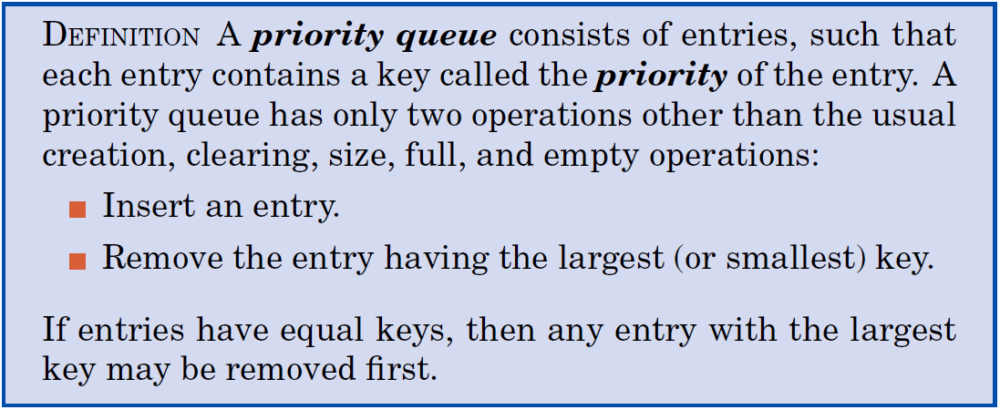 DEFINITION A priority queue consists of entries, such that
each entry contains a key called the priority of the entry. A
priority queue has only two operations other than the usual
creation, clearing, size, full, and empty operations:
■ Insert an entry.
■ Remove the entry having the largest (or smallest) key.
If entries have equal keys, then any entry with the largest
key may be removed first.